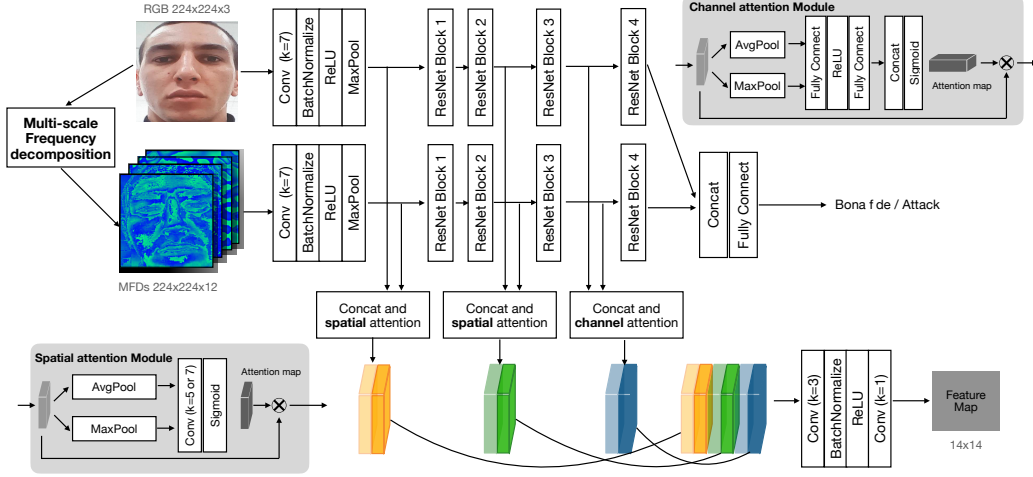 RGB 224x224x3
Multi-scale
Frequency
decomposition
MFDs 224x224x12
Conv (k=7)
BatchNormalize
ReLU
MaxPool
ResNet Block 1
ResNet Block 2
ResNet Block 3
ResNet Block 4
Conv (k=7)
BatchNormalize
ReLU
MaxPool
ResNet Block 1
ResNet Block 2
ResNet Block 3
ResNet Block 4
Channel attention Module
AvgPool
MaxPool
Fully Connect
ReLU
Fully Connect
Concat
Sigmoid
Attention map
Concat
Fully Connect
Bona f de / Attack
Concat and
spatial attention
Concat and
spatial attention
Concat and
channel attention
Spatial attention Module
AvgPool
MaxPool
Conv (k=5 or 7)
Sigmoid
Attention map
Conv (k=3)
BatchNormalize
ReLU
Conv (k=1)
Feature
Map
14x14